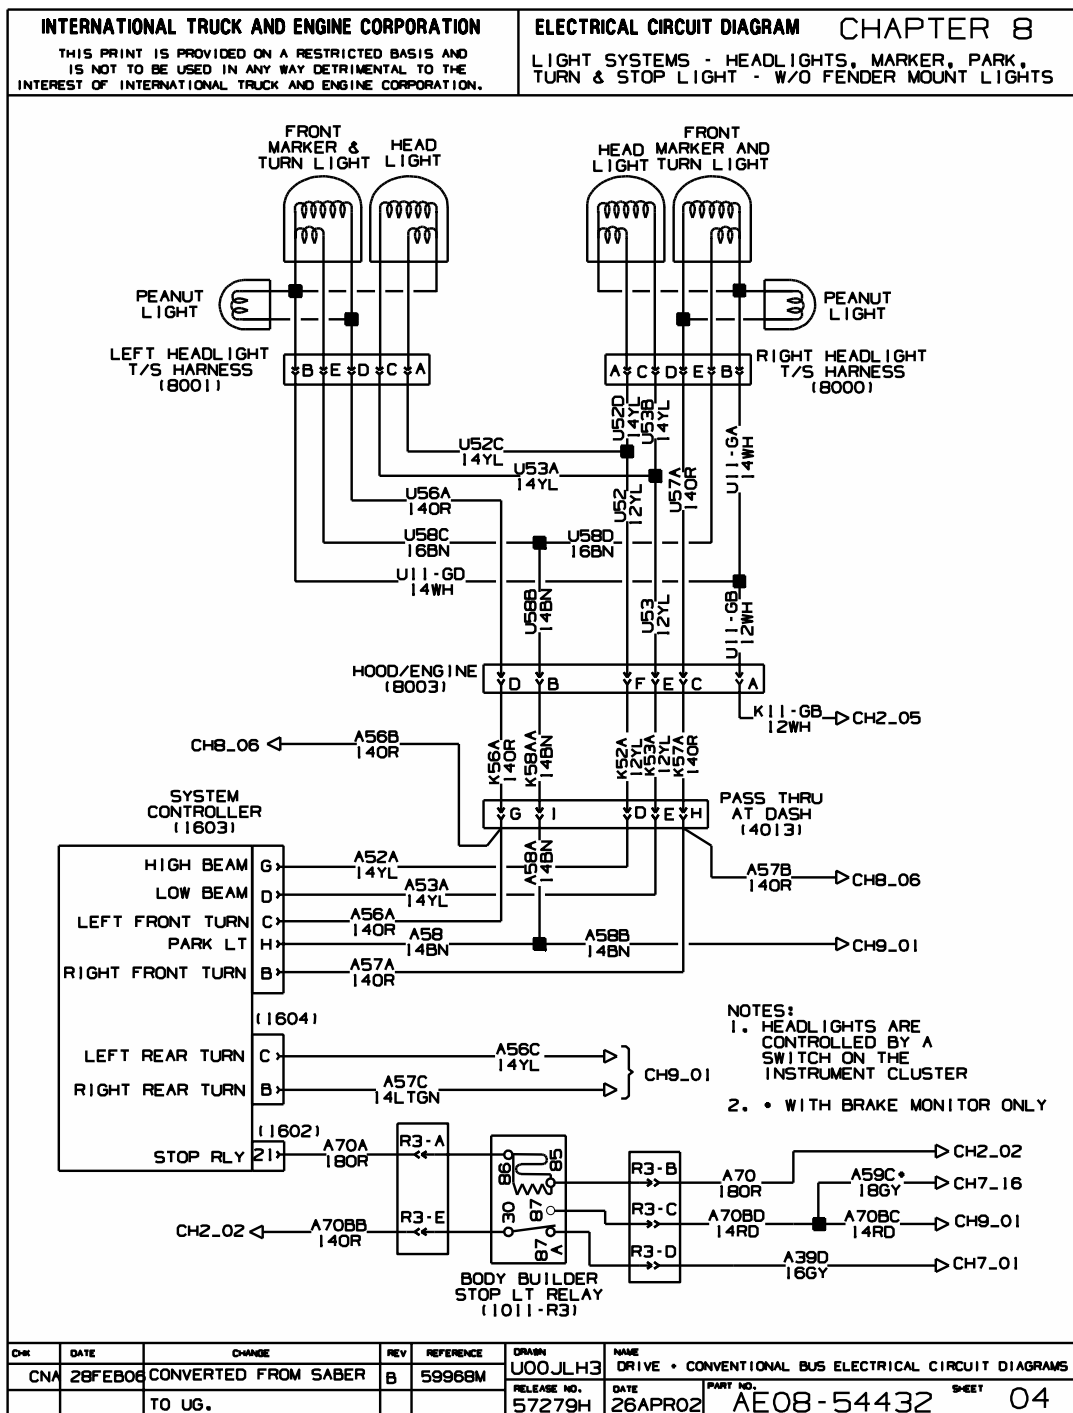 INTERNATIONAL TRUCK AND ENGINE CORPORATION
THIS PRINT IS PROVIDED ON A RESTRICTED BASIS AND
IS NOT TO BE USED IN ANY WAY DETRIMENTAL TO THE
INTEREST OF INTERNATIONAL TRUCK AND ENGINE CORPORATION.
ELECTRICAL CIRCUIT DIAGRAM CHAPTER 8
LIGHT SYSTEMS - HEADLIGHTS, MARKER, PARK,
TURN & STOP LIGHT - W/O FENDER MOUNT LIGHTS
FRONT
MARKER &
TURN LIGHT
HEAD
LIGHT
HEAD
LIGHT
FRONT
MARKER AND
TURN LIGHT
PEANUT
LIGHT
PEANUT
LIGHT
LEFT HEADLIGHT
T/S HARNESS
(8001)
B E D C A
A C D E B
RIGHT HEADLIGHT
T/S HARNESS
(8000)
U52D
14YL
U53B
14YL
U52C
14YL
U53A
14YL
U11-GA
14WH
U56A
14OR
U52
12YL
U57A
14OR
U58C
16BN
U58D
16BN
U11-GD
14WH
U58B
14BN
U53
12YL
U11-GB
12WH
HOOD/ENGINE
(8003)
D B F E C A
K11-GB
12WH
CH2_05
CH8_06
A56B
14OR
K56A
14OR
K58AA
14BN
K52A
12YL
K53A
12YL
K57A
14OR
SYSTEM
CONTROLLER
(1603)
G I D E H
PASS THRU
AT DASH
(4013)
HIGH BEAM G
A52A
14YL
A58A
14BN
A57B
14OR
CH8_06
LOW BEAM D
A53A
14YL
LEFT FRONT TURN C
A56A
14OR
PARK LT H
A58
14BN
A58B
14BN
CH9_01
RIGHT FRONT TURN B
A57A
14OR
(1604)
NOTES:
1. HEADLIGHTS ARE
CONTROLLED BY A
SWITCH ON THE
INSTRUMENT CLUSTER
2. * WITH BRAKE MONITOR ONLY
LEFT REAR TURN C
A56C
14YL
CH9_01
RIGHT REAR TURN B
A57C
14LTGN
(1602)
STOP RLY 21
A70A
18OR
R3-A
86
85
R3-B
A70
18OR
CH2_02
A59C*
18GY
CH7_16
CH2_02
A70BB
14OR
R3-E
30
87
R3-C
A70BD
14RD
A70BC
14RD
CH9_01
87
A
R3-D
A39D
16GY
CH7_01
BODY BUILDER
STOP LT RELAY
(1011-R3)
CHK DATE CHANGE REV REFERENCE
CNA 28FEB06 CONVERTED FROM SABER B 59968M
TO UG.
DRAWN
U00JLH3
NAME
DRIVE * CONVENTIONAL BUS ELECTRICAL CIRCUIT DIAGRAMS
RELEASE NO.
57279H
DATE
26APR02
PART NO.
AE08-54432
SHEET
04